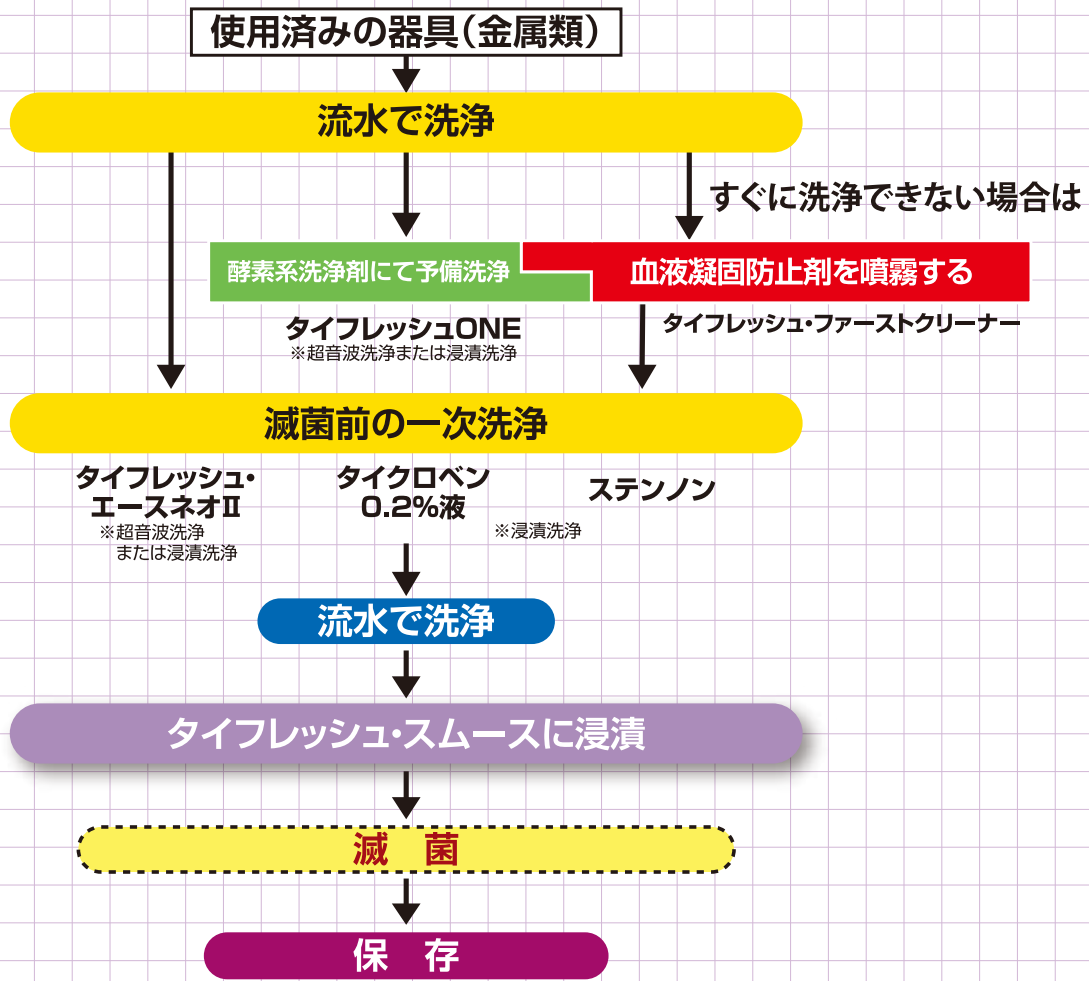 使用済みの器具(金属類)
流水で洗浄
すぐに洗浄できない場合は
酵素系洗浄剤にて予備洗浄
血液凝固防止剤を噴霧する
タイフレッシュONE
※超音波洗浄または浸漬洗浄
タイフレッシュ・ファーストクリーナー
滅菌前の一次洗浄
タイフレッシュ・
エースネオⅡ
※超音波洗浄
または浸漬洗浄
タイクロベン
0.2%液
※浸漬洗浄
ステンノン
流水で洗浄
タイフレッシュ・スムースに浸漬
滅 菌
保 存